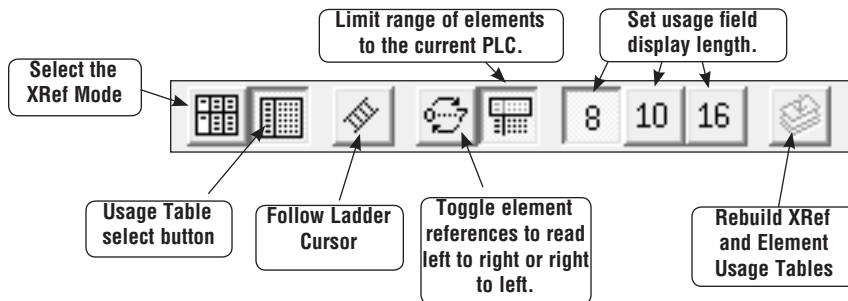 Limit range of elements
to the current PLC.
Set usage field
display length.
Select the
XRef Mode
8
10
16
Usage Table
select button
Follow Ladder
Cursor
Toggle element
references to read
left to right or right
to left.
Rebuild XRef
and Element
Usage Tables